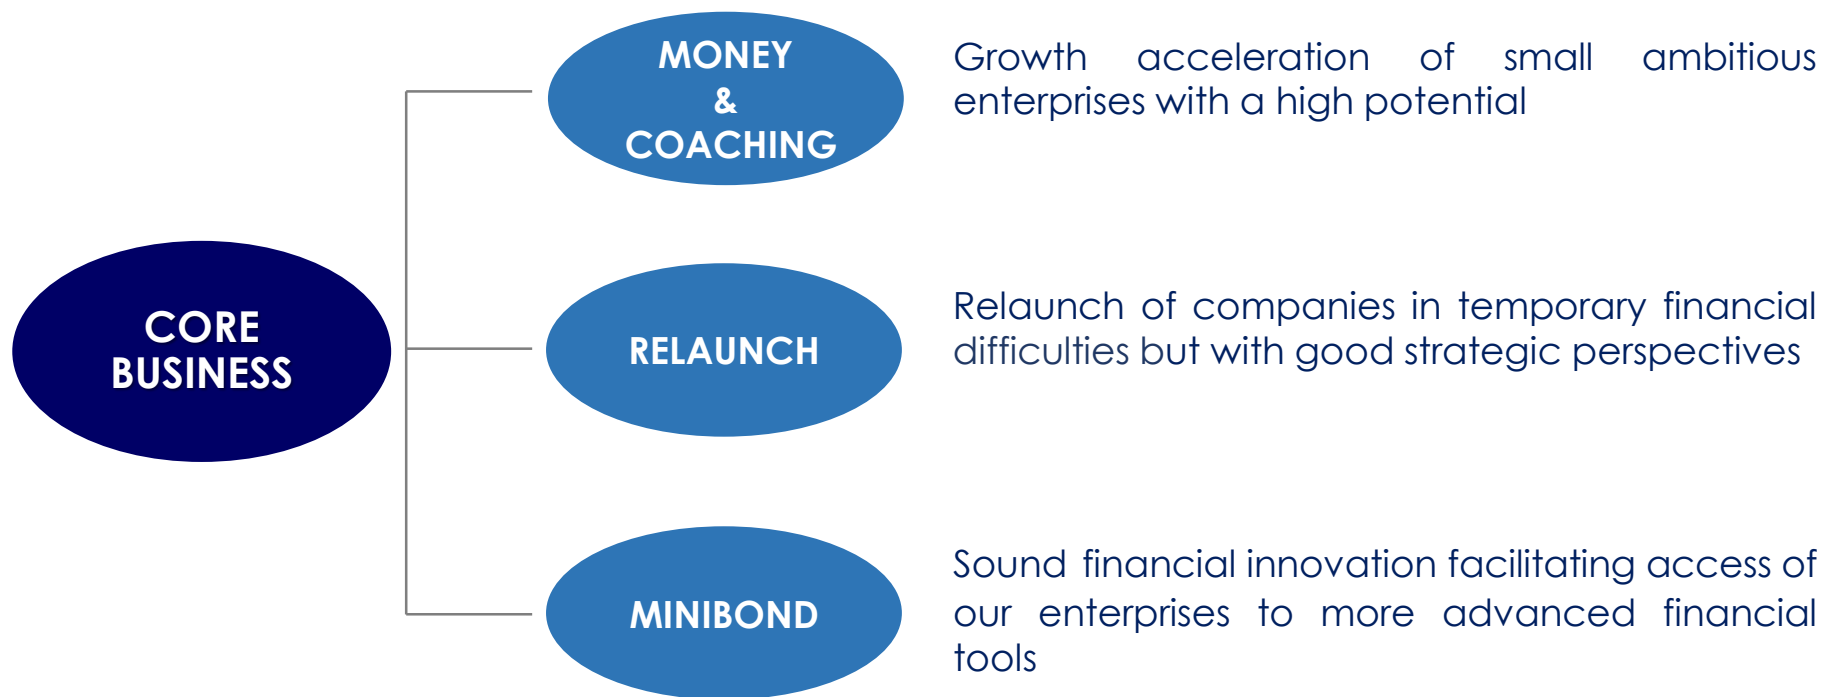 MONEY
&
COACHING
Growth acceleration of small ambitious
enterprises with a high potential
CORE
BUSINESS
RELAUNCH
Relaunch of companies in temporary financial
difficulties but with good strategic perspectives
MINIBOND
Sound financial innovation facilitating access of
our enterprises to more advanced financial
tools